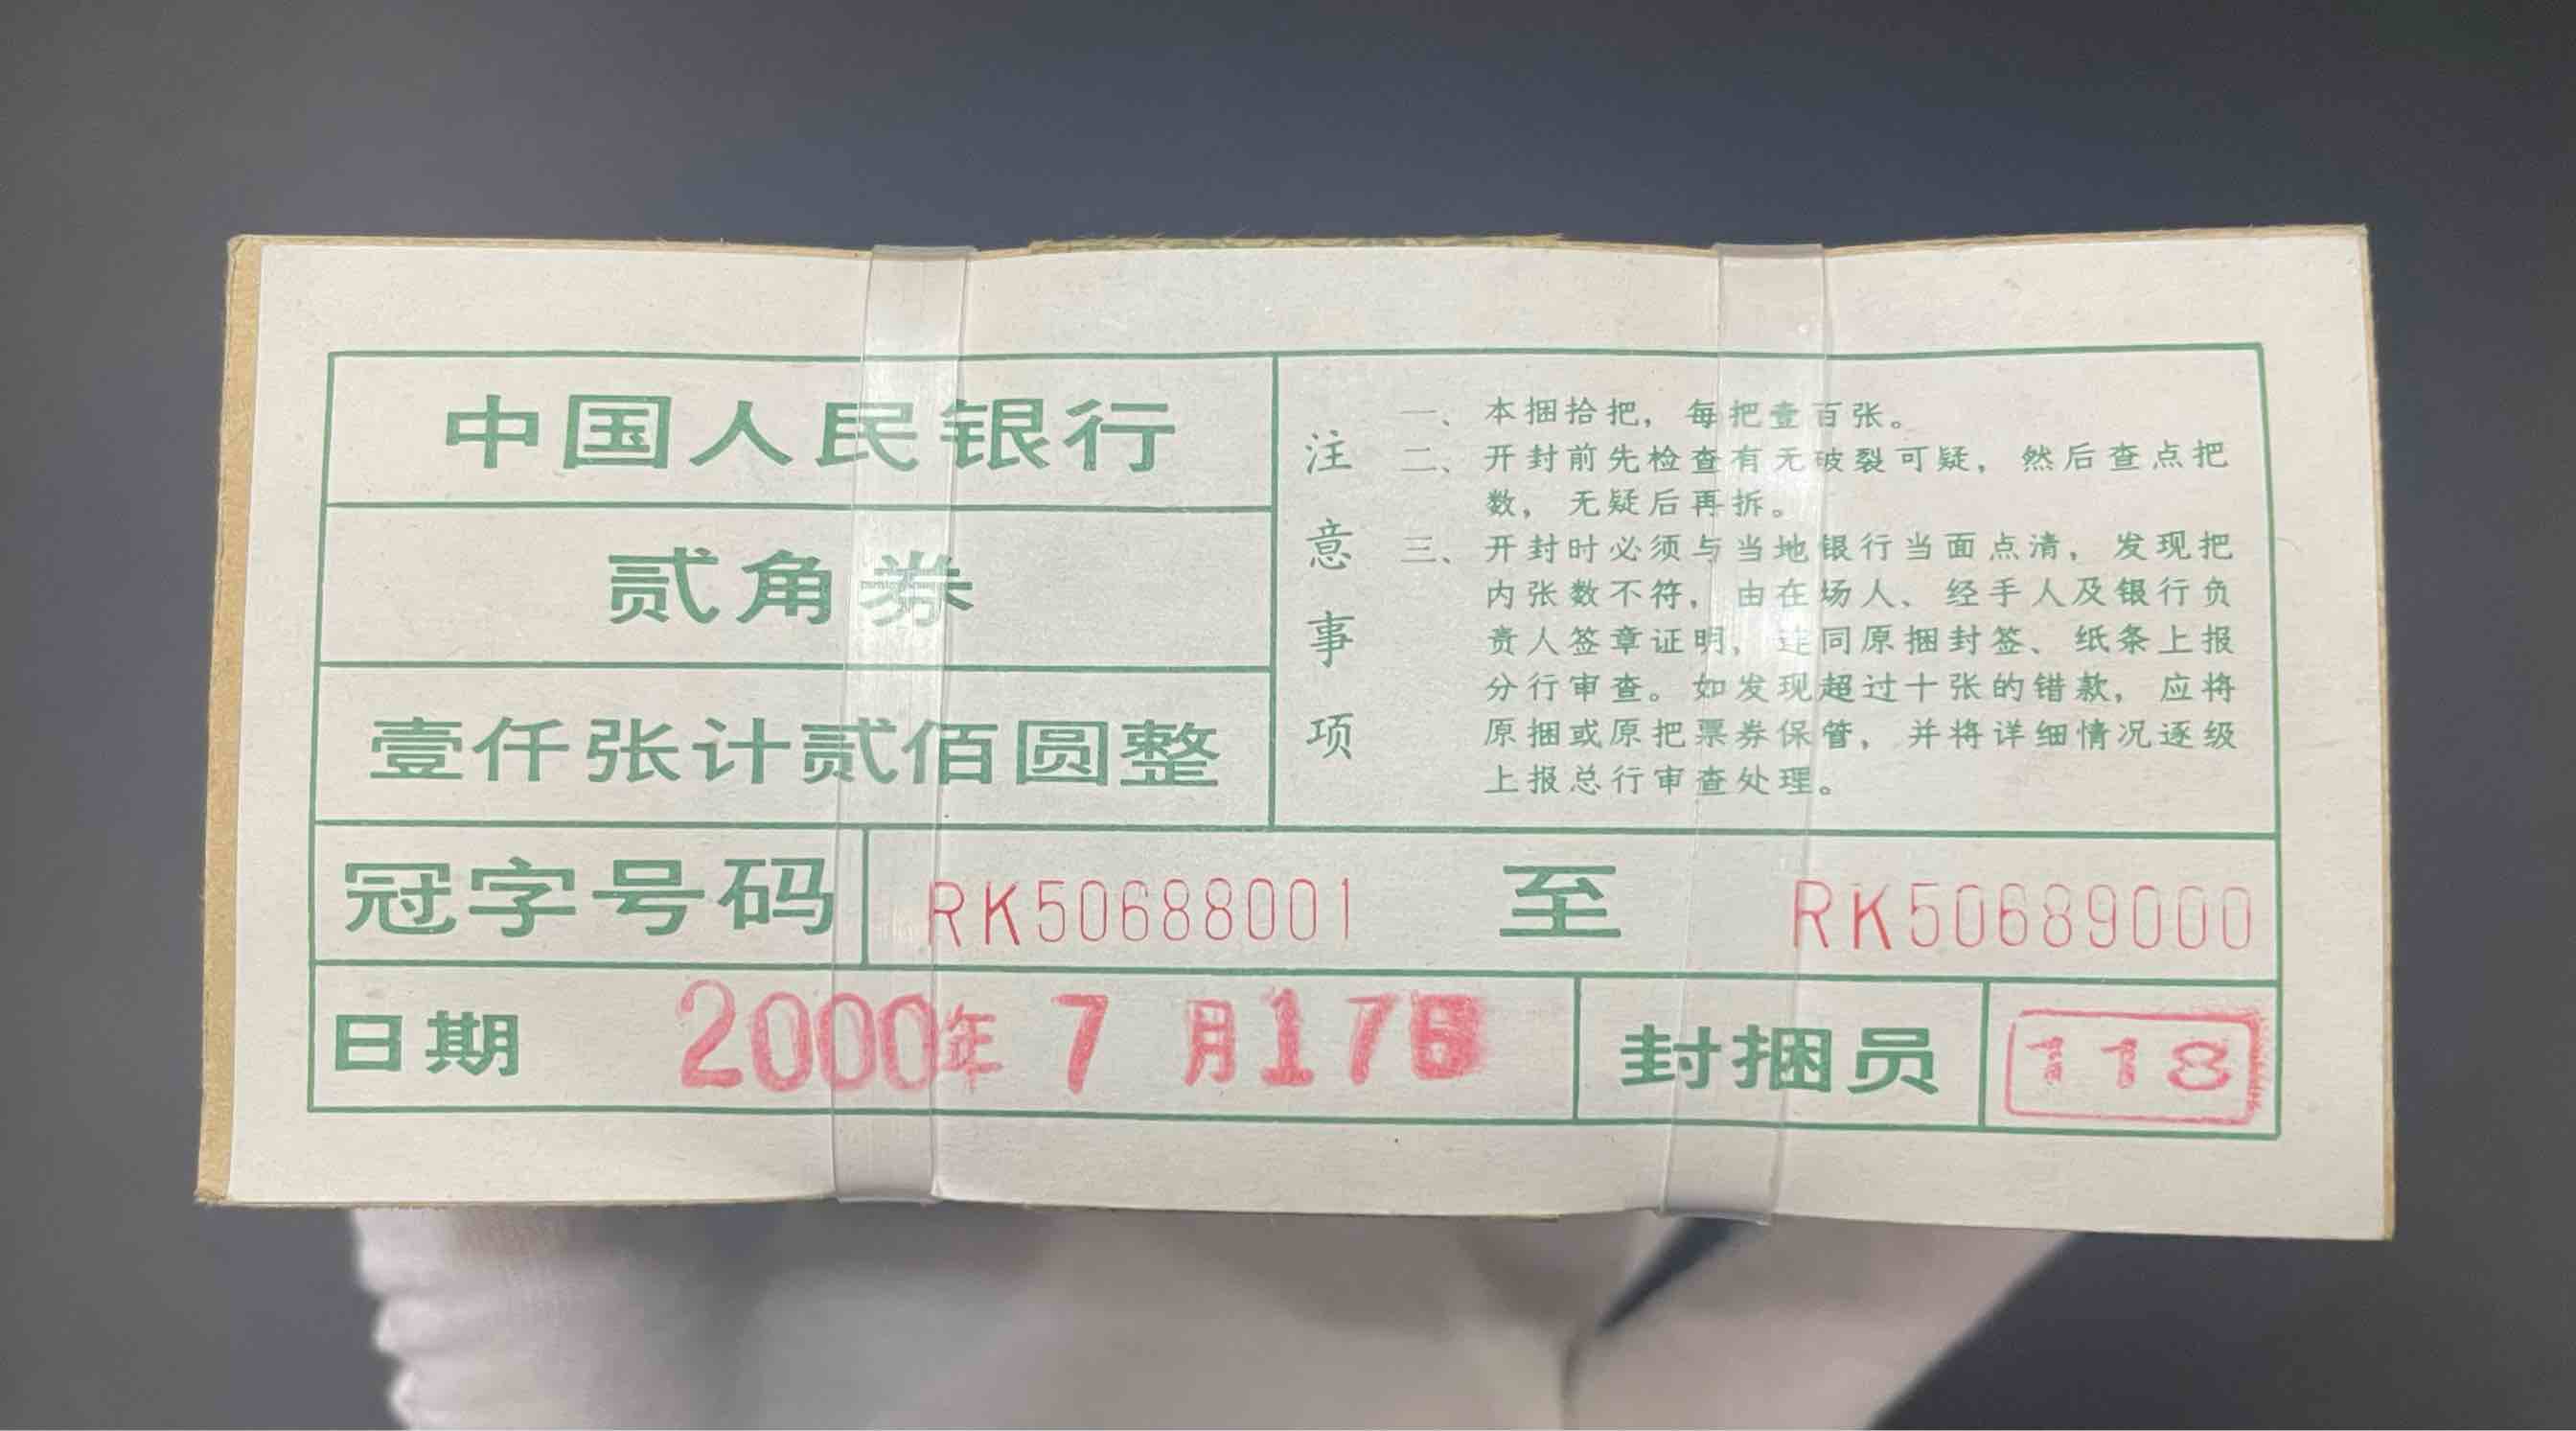 中国人民银行
贰角券
壹仟张计贰佰圆整
注意事项
一、本捆拾把，每把壹百张。
二、开封前先检查有无破裂可疑，然后查点把
数，无疑后再拆。
三、开封时必须与当地银行当面点清，发现把
内张数不符，由在场人、经手人及银行负
责人签章证明，连同原捆封签、纸条上报
分行审查。如发现超过十张的错款，应将
原捆或原把票券保管，并将详细情况逐级
上报总行审查处理。
冠字号码 RK50688001 至 RK50689000
日期 2000年 7 月17日
封捆员 118